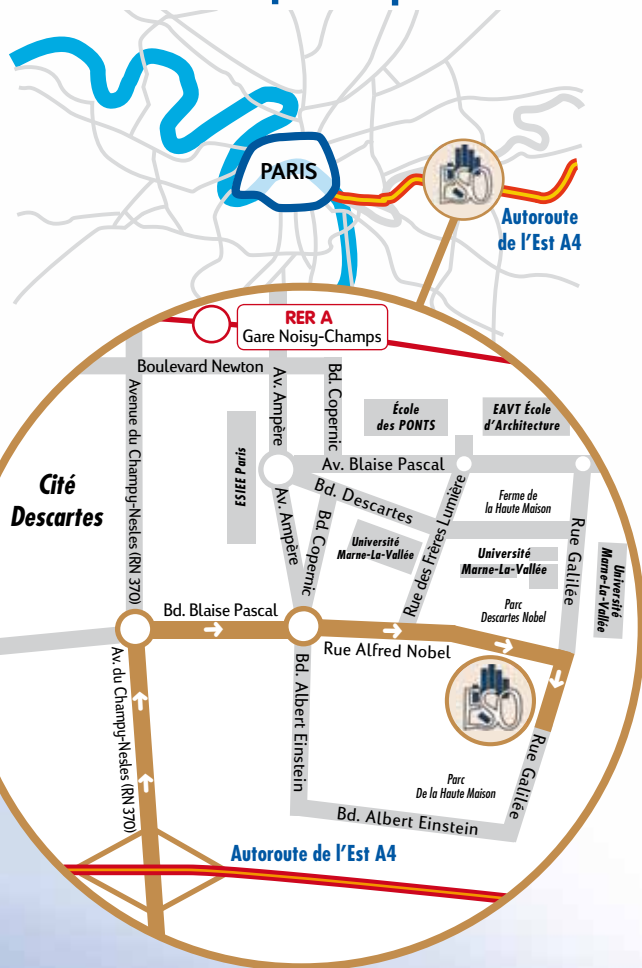 PARIS
ESO
Autoroute
de l'Est A4
RER A
Gare Noisy-Champs
Boulevard Newton
Av. Ampère
Bd. Copernic
Avenue du Champy-Nesles (RN 370)
École
des PONTS
EAVT École
d'Architecture
ESIEE Paris
Av. Blaise Pascal
Cité
Descartes
Bd. Descartes
Av. Ampère
Bd. Copernic
Rue des Frères Lumière
Ferme de
la Haute Maison
Rue Galilée
Université
Marne-La-Vallée
Université
Marne-La-Vallée
Université
Marne-La-Vallée
Parc
Descartes Nobel
Bd. Blaise Pascal
Rue Alfred Nobel
Av. du Champy-Nesles (RN 370)
Bd. Albert Einstein
ESO
Rue Galilée
Parc
De la Haute Maison
Bd. Albert Einstein
Autoroute de l'Est A4